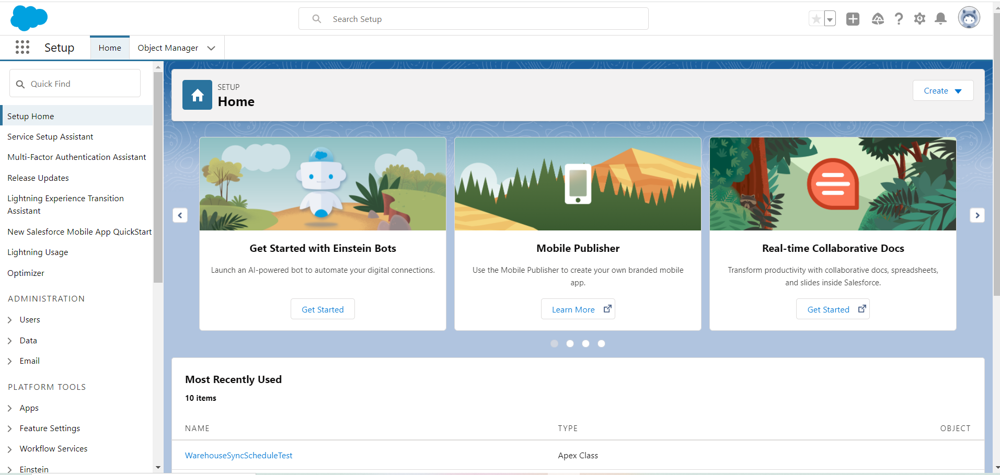 Search Setup
Setup
Home
Object Manager
Quick Find
Setup Home
Service Setup Assistant
Multi-Factor Authentication Assistant
Release Updates
Lightning Experience Transition
Assistant
New Salesforce Mobile App QuickStart
Lightning Usage
Optimizer
ADMINISTRATION
Users
Data
Email
PLATFORM TOOLS
Apps
Feature Settings
Workflow Services
Einstein
SETUP
Home
Create
Get Started with Einstein Bots
Launch an AI-powered bot to automate your digital connections.
Get Started
Mobile Publisher
Use the Mobile Publisher to create your own branded mobile
app.
Learn More
Real-time Collaborative Docs
Transform productivity with collaborative docs, spreadsheets,
and slides inside Salesforce.
Get Started
Most Recently Used
10 items
NAME
TYPE
OBJECT
WarehouseSyncScheduleTest
Apex Class